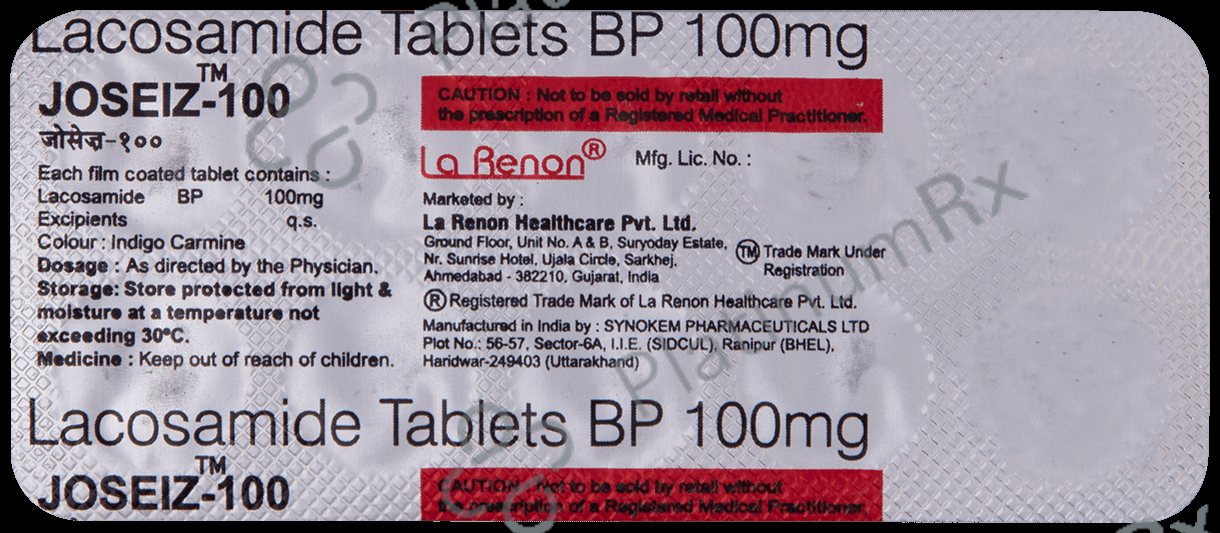 Lacosamide Tablets BP 100mg
JOSEIZ™-100
जोसेज़-१००
Each film coated tablet contains :
Lacosamide BP 100mg
Excipients q.s.
Colour : Indigo Carmine
Dosage : As directed by the Physician.
Storage: Store protected from light &
moisture at a temperature not
exceeding 30°C.
Medicine : Keep out of reach of children.
CAUTION : Not to be sold by retail without
the prescription of a Registered Medical Practitioner.
La Renon® Mfg. Lic. No. :
Marketed by :
La Renon Healthcare Pvt. Ltd.
Ground Floor, Unit No. A & B, Suryoday Estate,
Nr. Sunrise Hotel, Ujala Circle, Sarkhej,
Ahmedabad - 382210, Gujarat, India
TM Trade Mark Under
Registration
® Registered Trade Mark of La Renon Healthcare Pvt. Ltd.
Manufactured in India by : SYNOKEM PHARMACEUTICALS LTD
Plot No.: 56-57, Sector-6A, I.I.E. (SIDCUL), Ranipur (BHEL),
Haridwar-249403 (Uttarakhand)
Lacosamide Tablets BP 100mg
JOSEIZ™-100
CAUTION : Not to be sold by retail without
the prescription of a Registered Medical Practitioner.
PlatinumRx